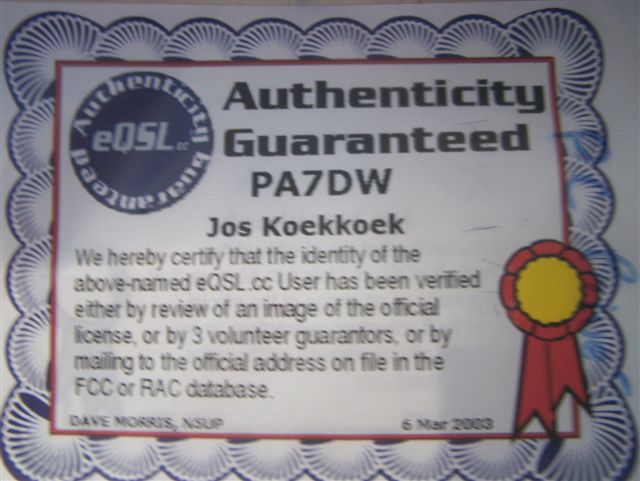 Authenticity Guaranteed
eQSL.cc
Authenticity
Guaranteed
PA7DW
Jos Koekkoek
We hereby certify that the identity of the
above-named eQSL.cc User has been verified
either by review of an image of the official
license, or by 3 volunteer guarantors, or by
mailing to the official address on file in the
FCC or RAC database.
DAVE MORRIS, N5UP 6 Mar 2003